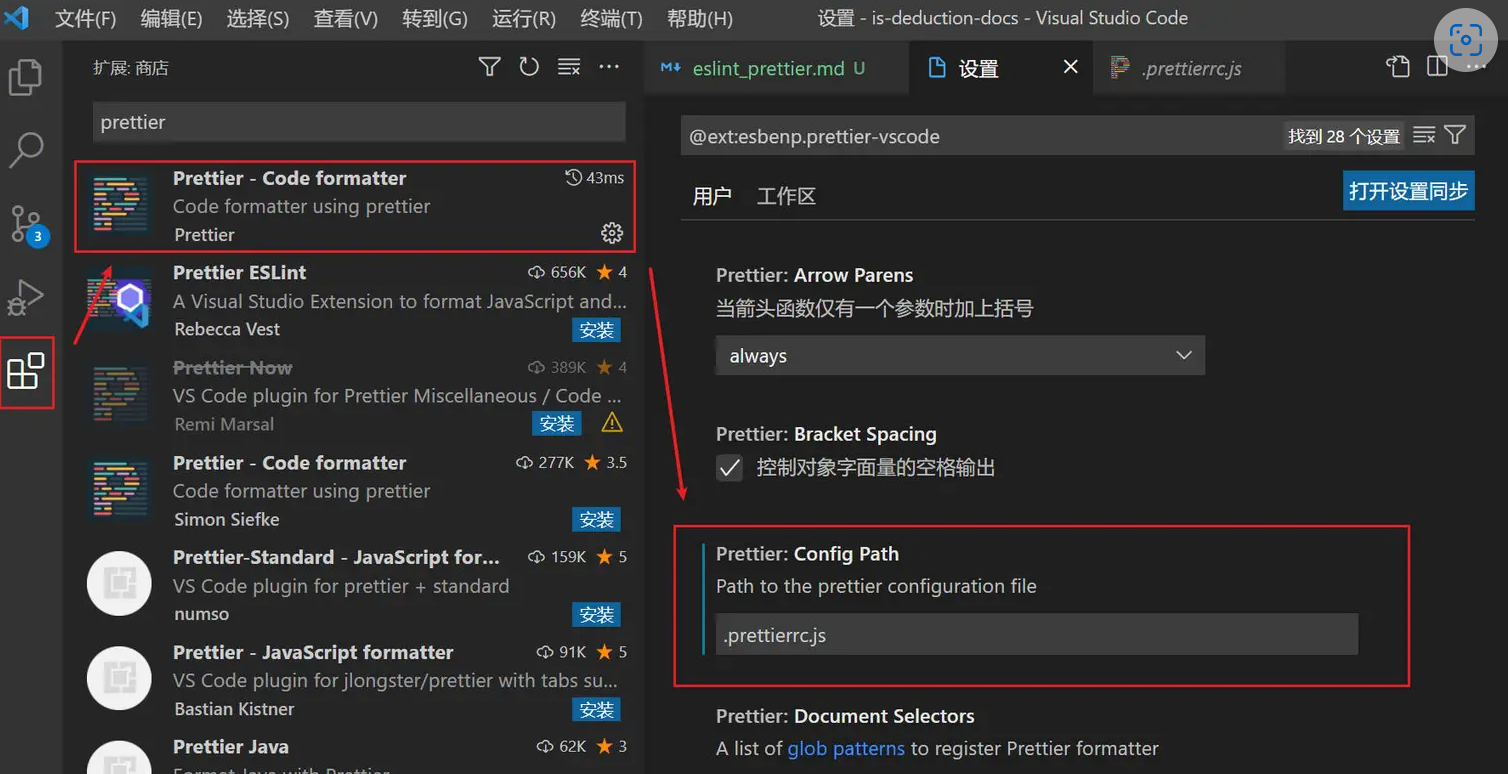 文件(F) 编辑(E) 选择(S) 查看(V) 转到(G) 运行(R) 终端(T) 帮助(H) 设置 - is-deduction-docs - Visual Studio Code
扩展: 商店
prettier
Prettier - Code formatter 43ms
Code formatter using prettier
Prettier
Prettier ESLint 656K 4
A Visual Studio Extension to format JavaScript and...
Rebecca Vest 安装
Prettier Now 389K 4
VS Code plugin for Prettier Miscellaneous / Code ...
Remi Marsal 安装
Prettier - Code formatter 277K 3.5
Code formatter using prettier
Simon Siefke 安装
Prettier-Standard - JavaScript for... 159K 5
VS Code plugin for prettier + standard
numso 安装
Prettier - JavaScript formatter 91K 5
VS Code plugin for jlongster/prettier with tabs su...
Bastian Kistner 安装
Prettier Java 62K 3
Format Java with Prettier
3
eslint_prettier.md U 设置 .prettierrc.js
@ext:esbenp.prettier-vscode 找到 28 个设置
用户 工作区 打开设置同步
Prettier: Arrow Parens
当箭头函数仅有一个参数时加上括号
always
Prettier: Bracket Spacing
控制对象字面量的空格输出
Prettier: Config Path
Path to the prettier configuration file
.prettierrc.js
Prettier: Document Selectors
A list of glob patterns to register Prettier formatter